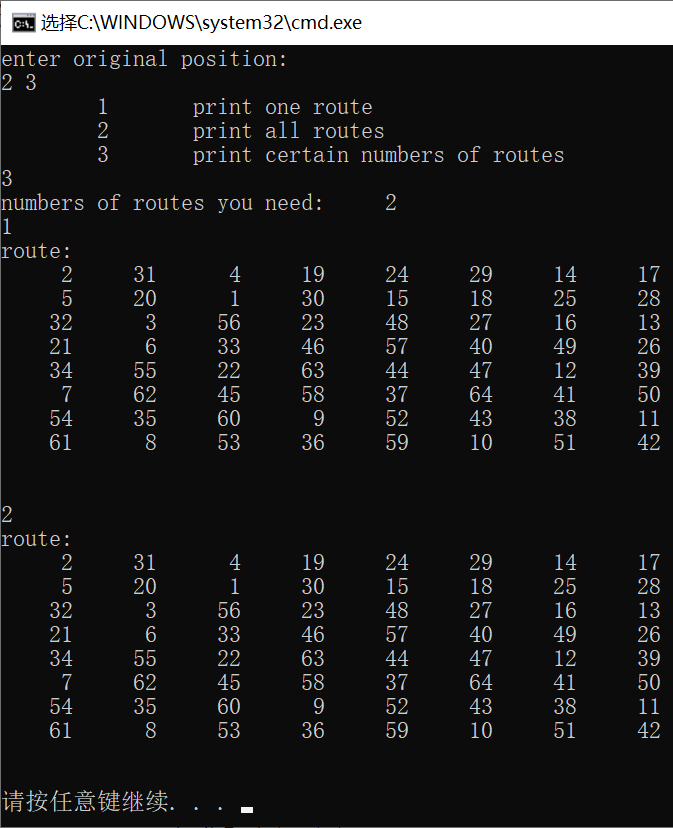 选择C:\WINDOWS\system32\cmd.exe
enter original position:
2 3
1 print one route
2 print all routes
3 print certain numbers of routes
3
numbers of routes you need: 2
1
route:
2 31 4 19 24 29 14 17
5 20 1 30 15 18 25 28
32 3 56 23 48 27 16 13
21 6 33 46 57 40 49 26
34 55 22 63 44 47 12 39
7 62 45 58 37 64 41 50
54 35 60 9 52 43 38 11
61 8 53 36 59 10 51 42
2
route:
2 31 4 19 24 29 14 17
5 20 1 30 15 18 25 28
32 3 56 23 48 27 16 13
21 6 33 46 57 40 49 26
34 55 22 63 44 47 12 39
7 62 45 58 37 64 41 50
54 35 60 9 52 43 38 11
61 8 53 36 59 10 51 42
请按任意键继续. . .